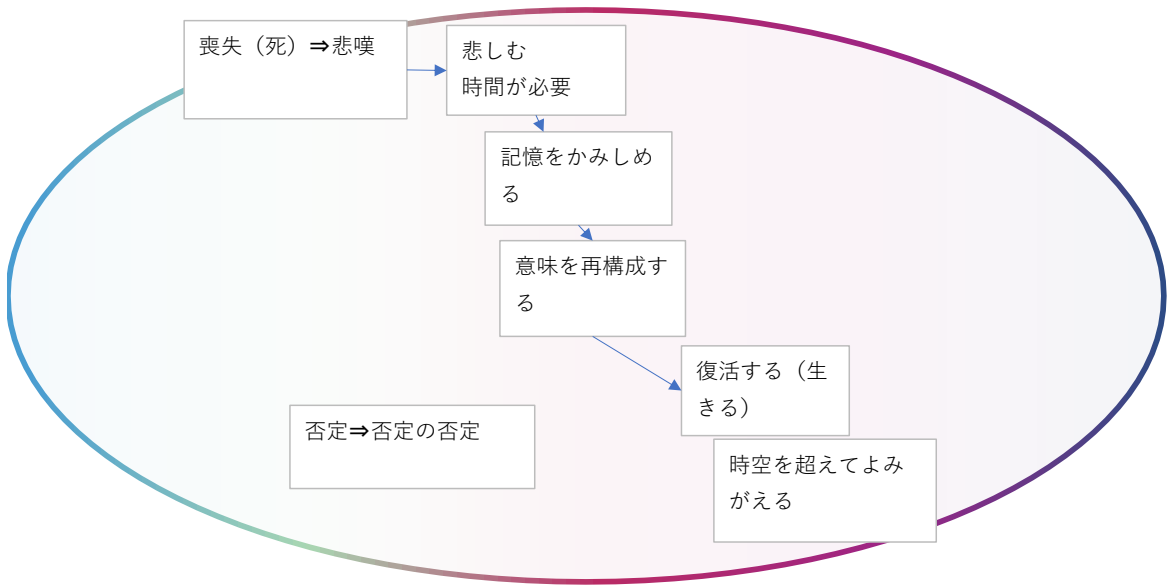 喪失（死）⇒悲嘆
悲しむ
時間が必要
記憶をかみしめ
る
意味を再構成す
る
復活する（生
きる）
否定⇒否定の否定
時空を超えてよみ
がえる